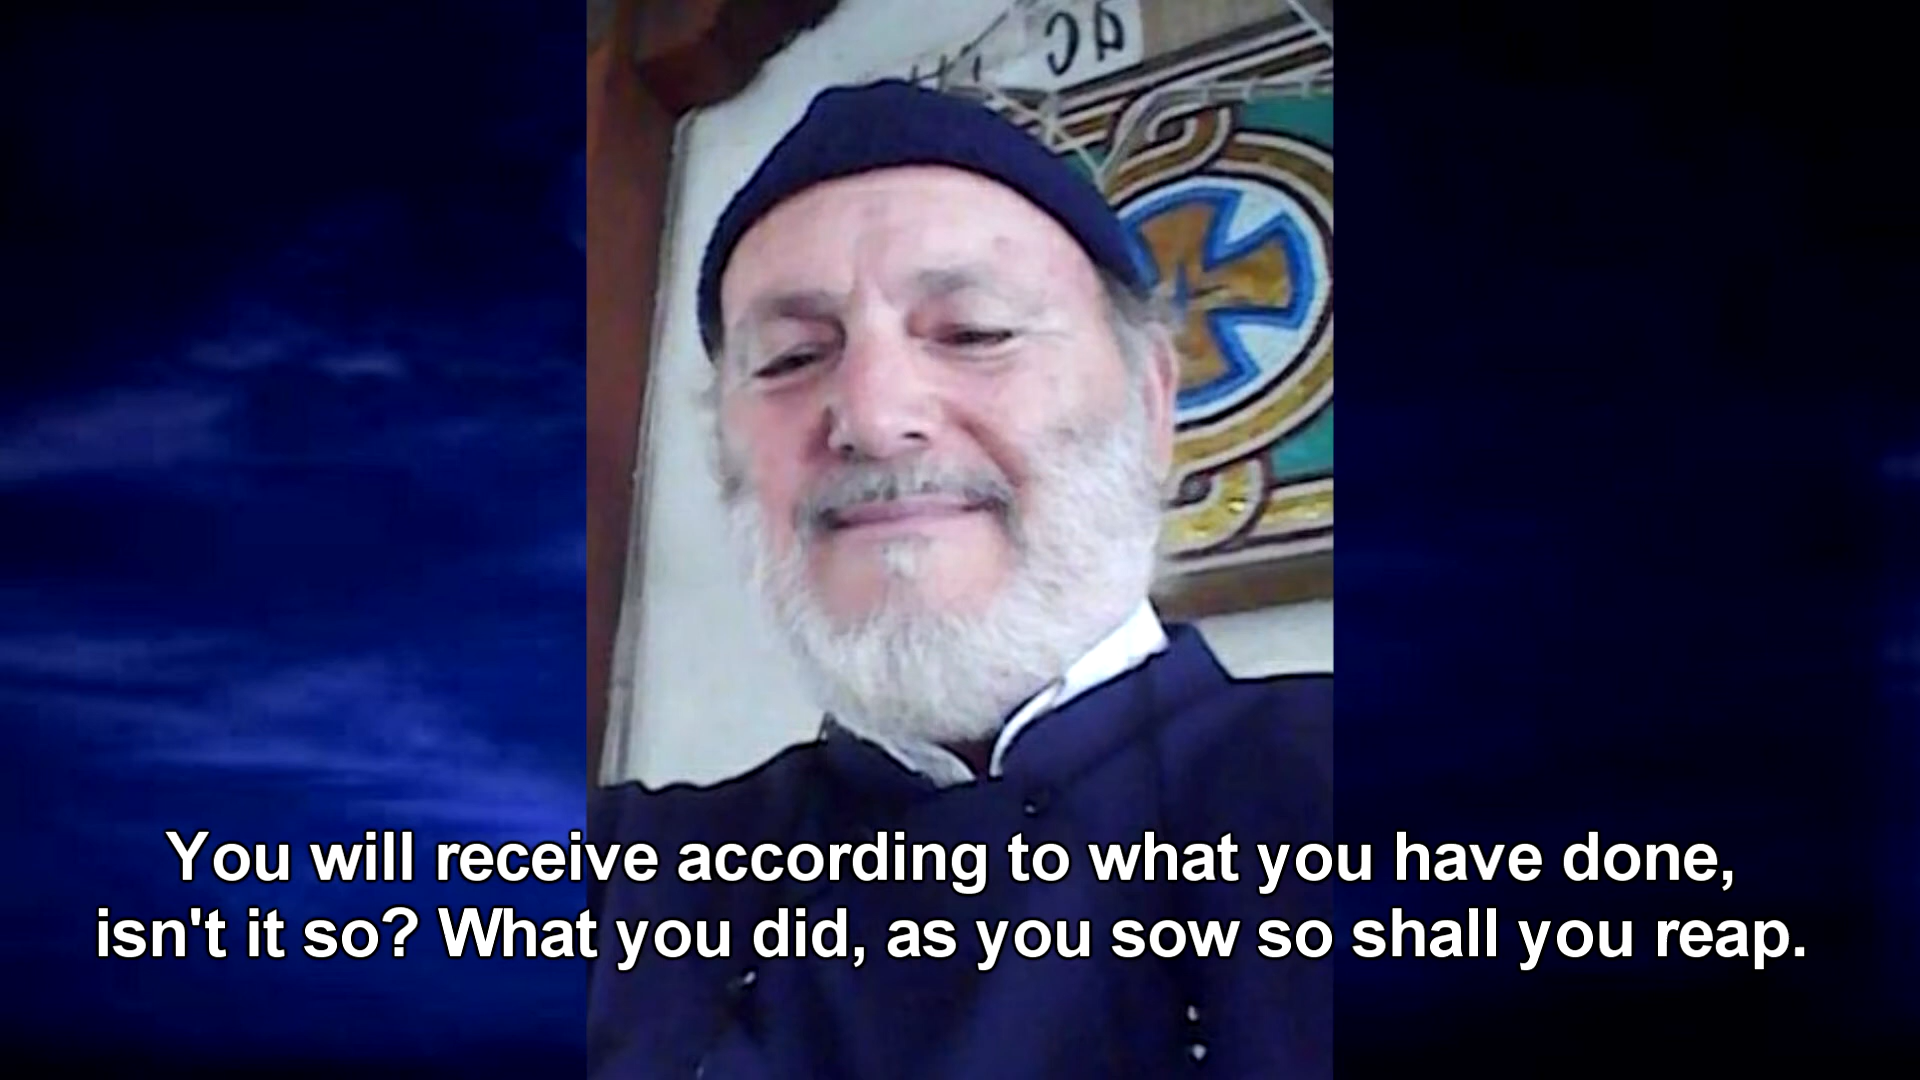 You will receive according to what you have done,
isn't it so? What you did, as you sow so shall you reap.